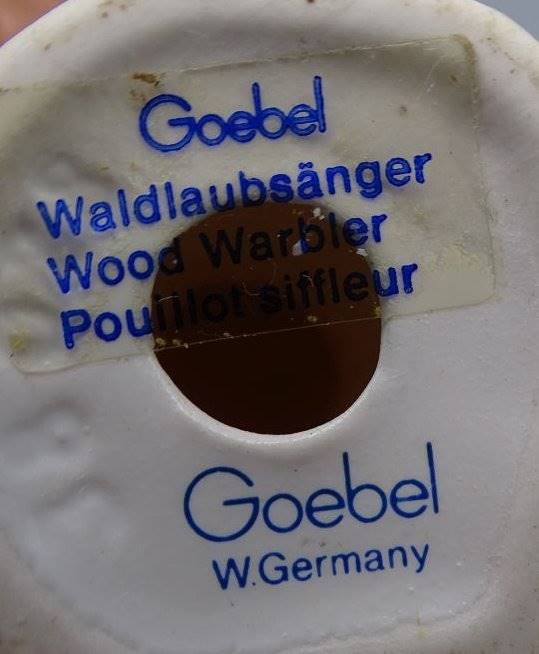 Goebel
Waldlaubsänger
Wood Warbler
Pouillot siffleur
Goebel
W.Germany